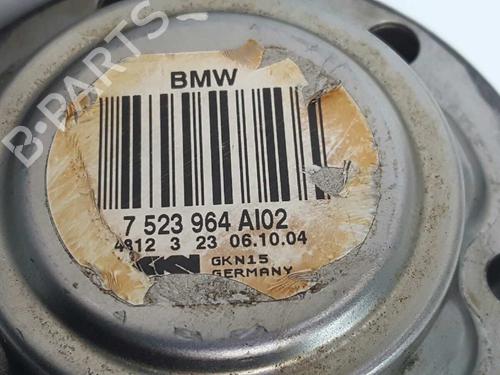 B-PARTS
BMW
7 523 964 AI02
4812 3 23 06.10.04
GKN GKN15
GERMANY